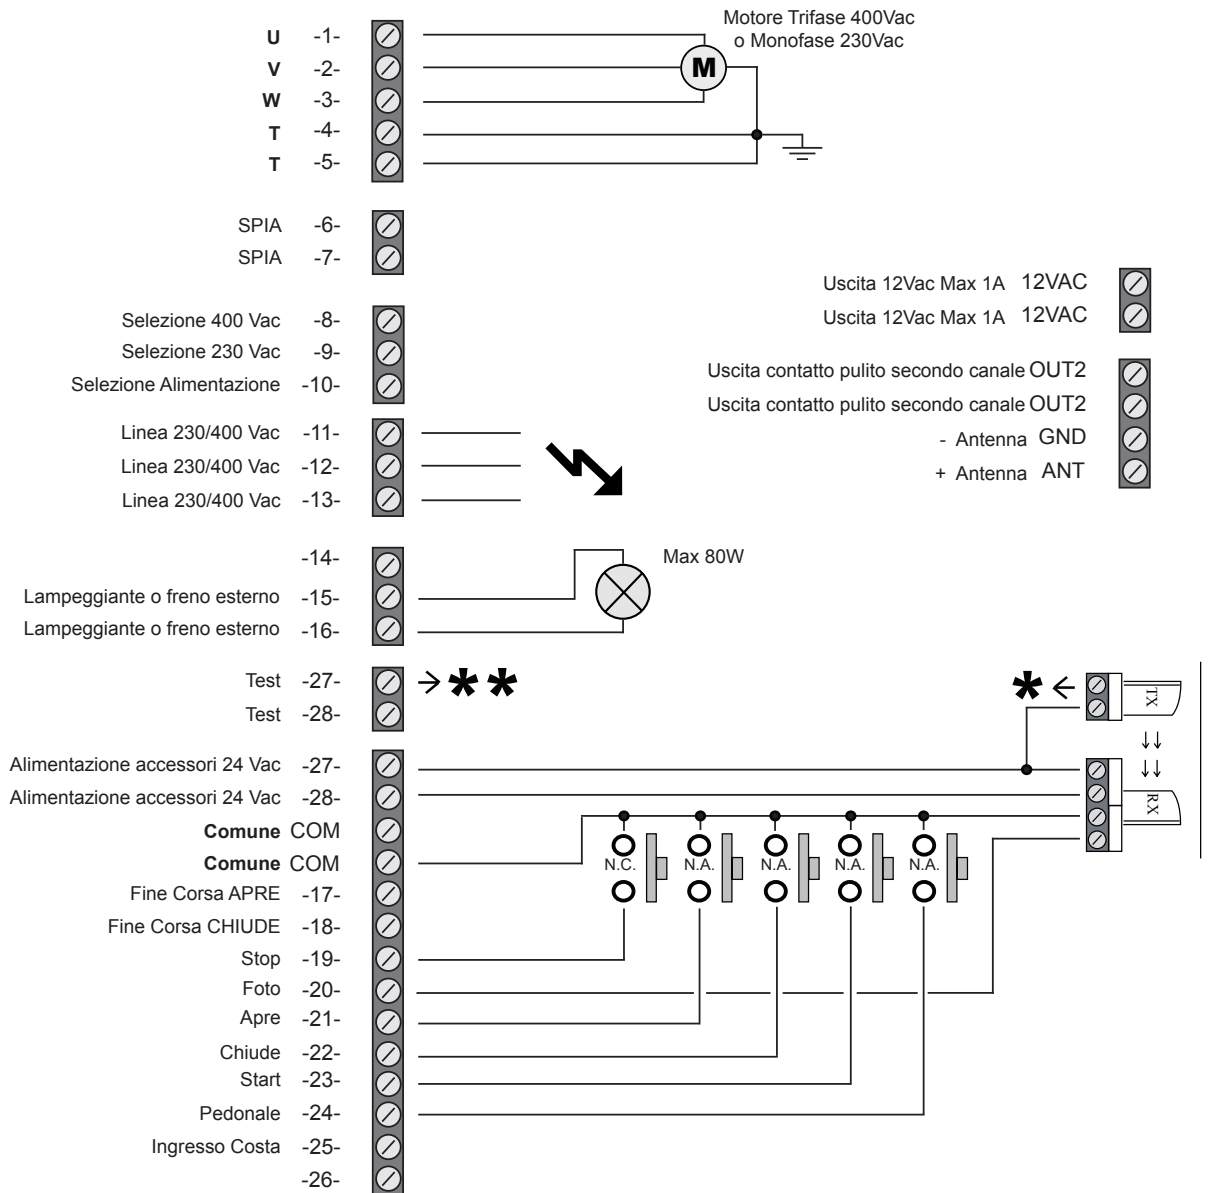 Motore Trifase 400Vac
o Monofase 230Vac
U -1-
V -2-
M
W -3-
T -4-
T -5-
SPIA -6-
SPIA -7-
Uscita 12Vac Max 1A 12VAC
Uscita 12Vac Max 1A 12VAC
Selezione 400 Vac -8-
Selezione 230 Vac -9-
Selezione Alimentazione -10-
Uscita contatto pulito secondo canale OUT2
Uscita contatto pulito secondo canale OUT2
- Antenna GND
+ Antenna ANT
Linea 230/400 Vac -11-
Linea 230/400 Vac -12-
Linea 230/400 Vac -13-
-14-
Max 80W
Lampeggiante o freno esterno -15-
Lampeggiante o freno esterno -16-
Test -27- **
* TX
Test -28-
Alimentazione accessori 24 Vac -27-
Alimentazione accessori 24 Vac -28-
RX
Comune COM
Comune COM
N.C. N.A. N.A. N.A. N.A.
Fine Corsa APRE -17-
Fine Corsa CHIUDE -18-
Stop -19-
Foto -20-
Apre -21-
Chiude -22-
Start -23-
Pedonale -24-
Ingresso Costa -25-
-26-